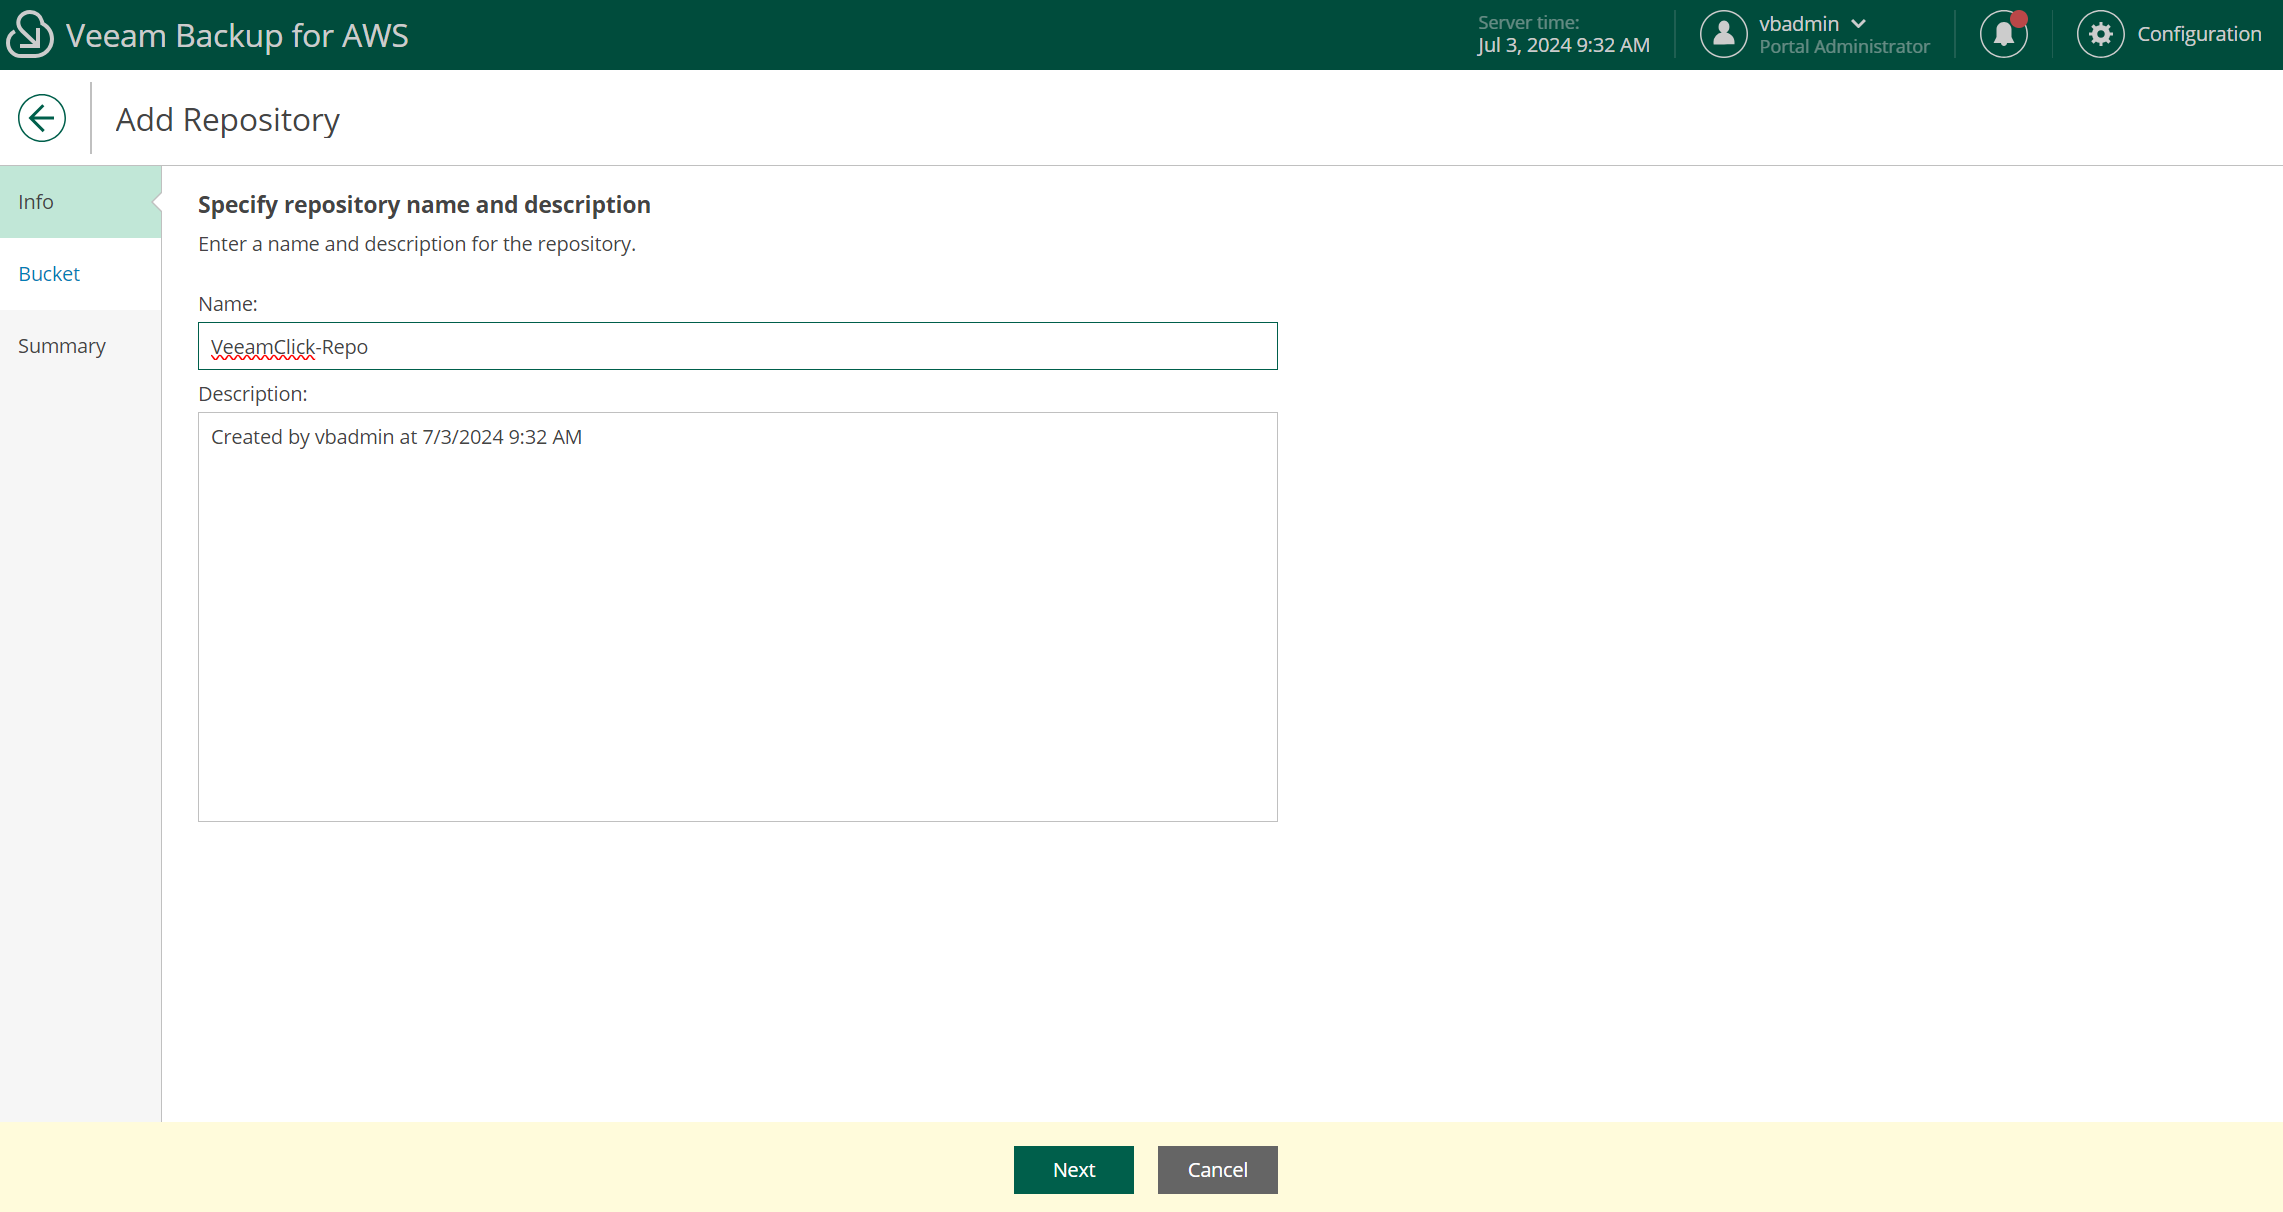 Veeam Backup for AWS
Server time:
Jul 3, 2024 9:32 AM
vbadmin
Portal Administrator
Configuration
Add Repository
Info
Bucket
Summary
Specify repository name and description
Enter a name and description for the repository.
Name:
VeeamClick-Repo
Description:
Created by vbadmin at 7/3/2024 9:32 AM
Next
Cancel